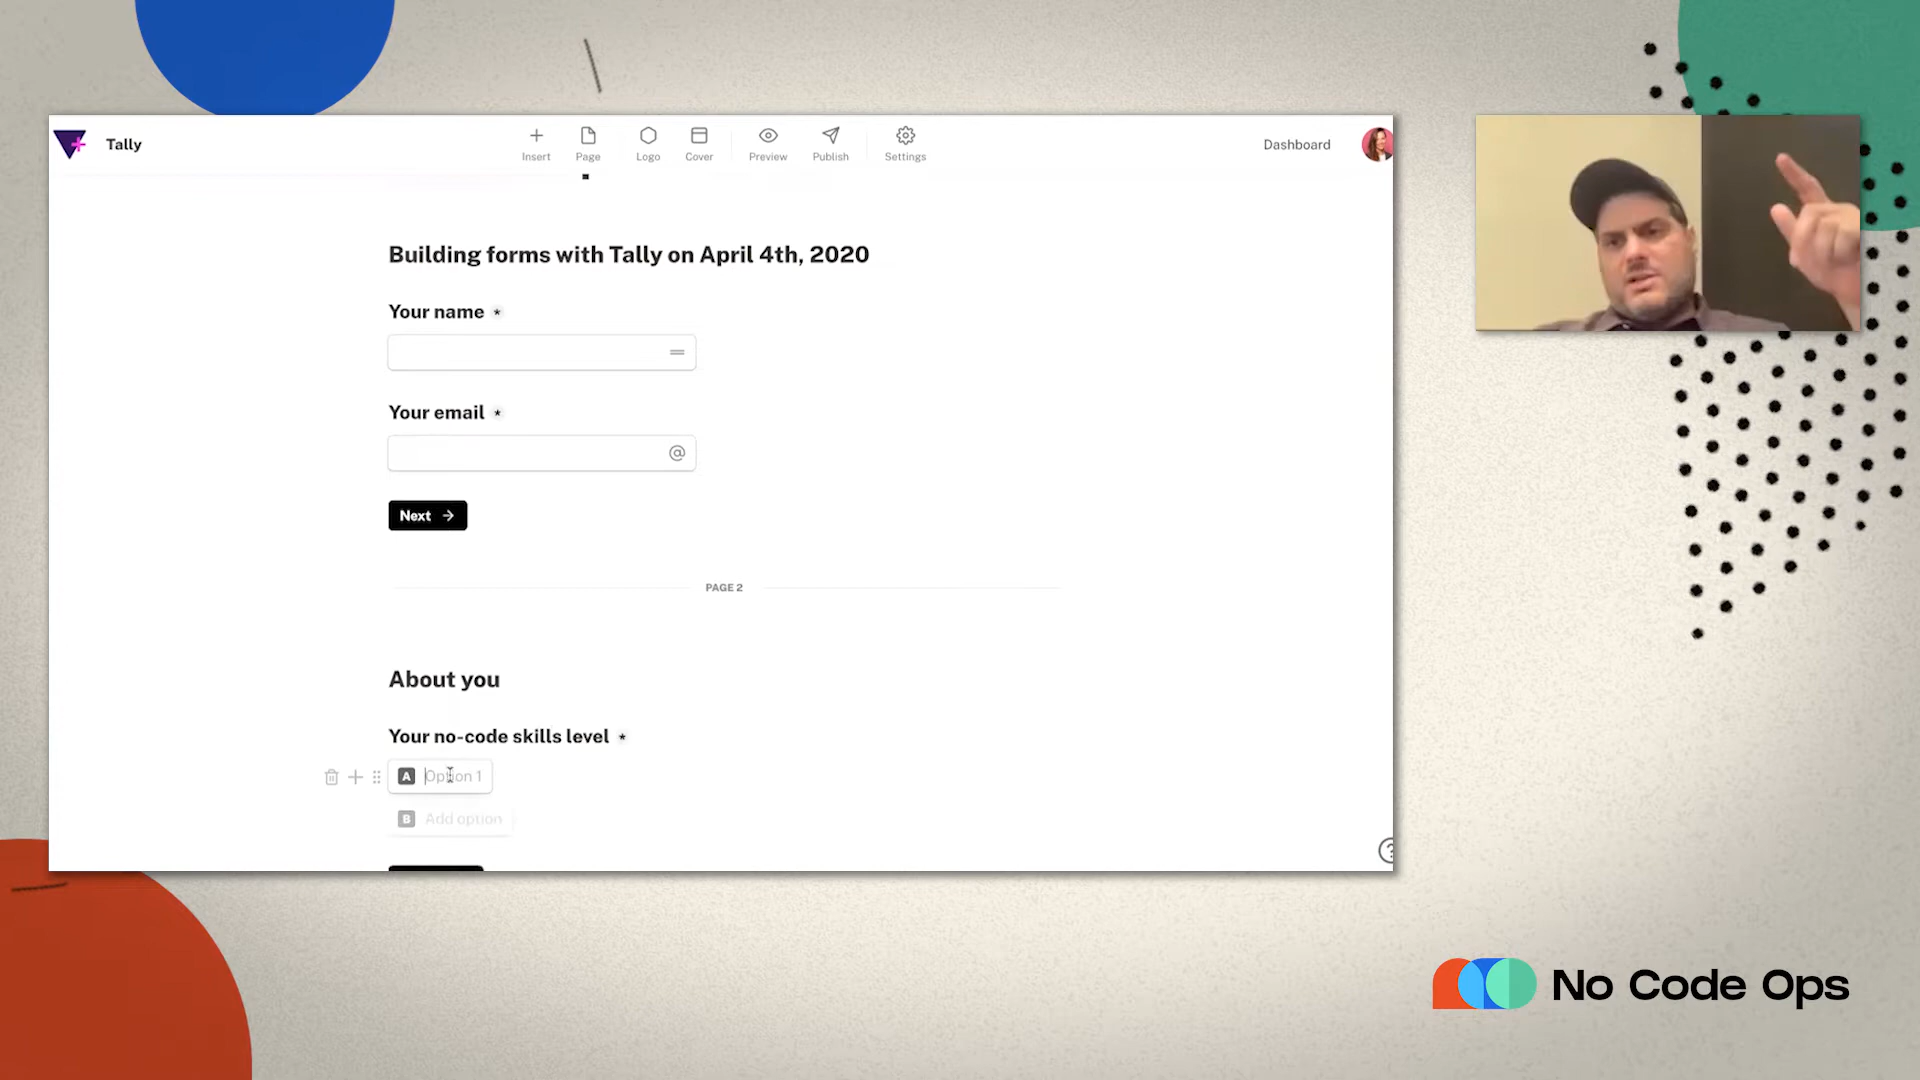 Tally
Insert
Page
Logo
Cover
Preview
Publish
Settings
Dashboard
Building forms with Tally on April 4th, 2020
Your name *
Your email *
@
Next →
PAGE 2
About you
Your no-code skills level *
A Option 1
B Add option
?
No Code Ops